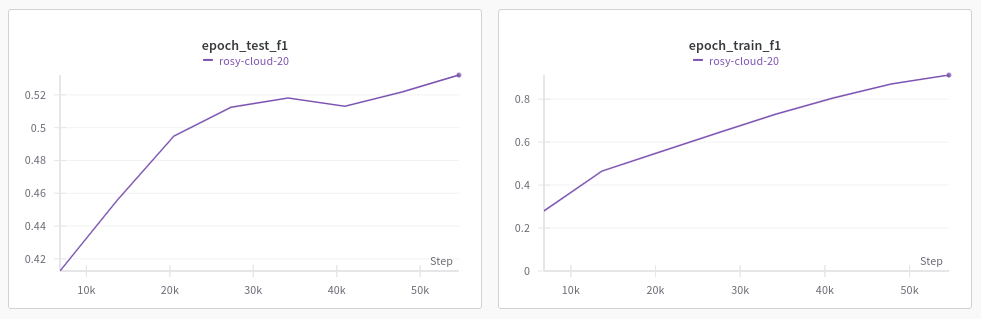 epoch_test_f1
rosy-cloud-20
0.52
0.5
0.48
0.46
0.44
0.42
Step
10k 20k 30k 40k 50k
epoch_train_f1
rosy-cloud-20
0.8
0.6
0.4
0.2
0
Step
10k 20k 30k 40k 50k